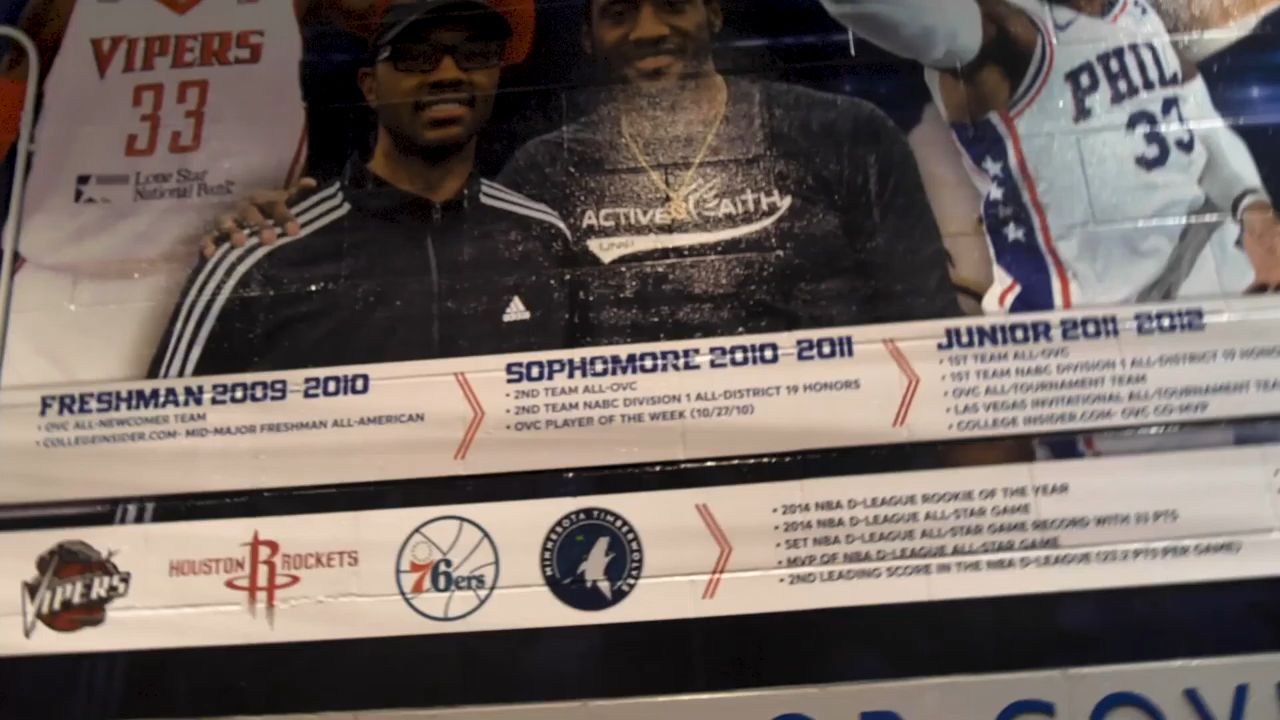 VIPERS
33
Lone Star
National Bank
ACTIVE FAITH
PHIL
33
FRESHMAN 2009-2010
• OVC ALL-NEWCOMER TEAM
• COLLEGEINSIDER.COM- MID-MAJOR FRESHMAN ALL-AMERICAN
SOPHOMORE 2010-2011
• 2ND TEAM ALL-OVC
• 2ND TEAM NABC DIVISION 1 ALL-DISTRICT 19 HONORS
• OVC PLAYER OF THE WEEK (10/27/10)
JUNIOR 2011-2012
• 1ST TEAM ALL-OVC
• 1ST TEAM NABC DIVISION 1 ALL-DISTRICT 19
• OVC ALL/TOURNAMENT TEAM
• LAS VEGAS INVITATIONAL ALL/TOURNAMENT
• COLLEGE INSIDER.COM- OVC CO-MVP
VIPERS
HOUSTON ROCKETS
76ers
MINNESOTA TIMBERWOLVES
• 2014 NBA D-LEAGUE ROOKIE OF THE YEAR
• 2014 NBA D-LEAGUE ALL-STAR GAME
• SET NBA D-LEAGUE ALL-STAR GAME RECORD WITH PTS
• MVP OF NBA D-LEAGUE ALL-STAR GAME
• 2ND LEADING SCORE IN THE NBA D-LEAGUE PTS PER GAME)